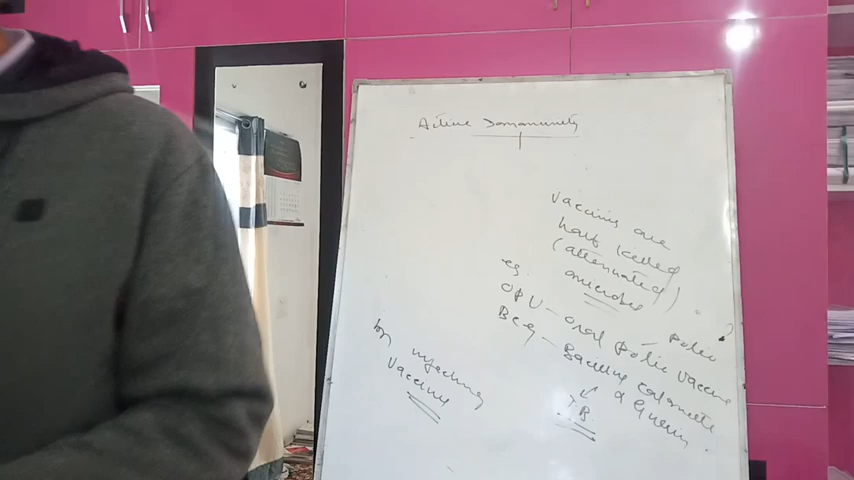 Active Immunity
Vaccines are
half killed
(attenuated)
microbe
eg.
OPV - oral polio vaccine
polio
BCG - Bacillus Calmette
& Guerin
T.B.
by injecting
vaccine